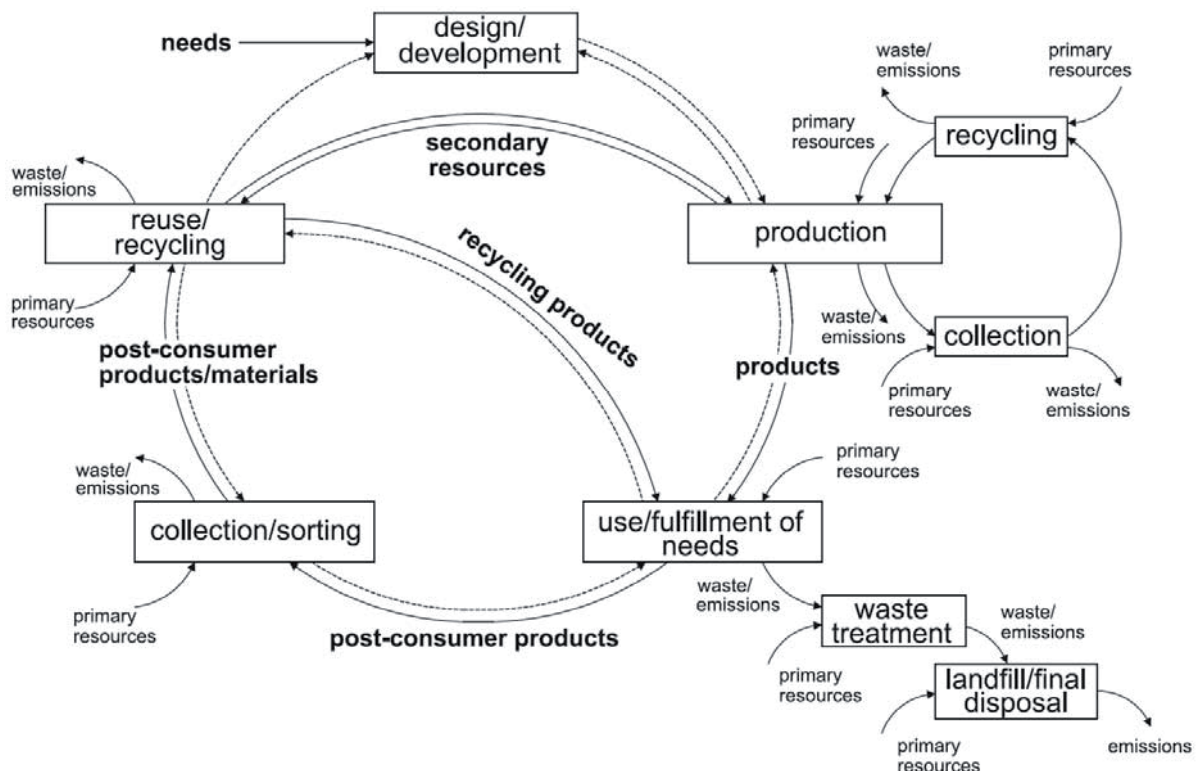 design/
development
needs
waste/
emissions
primary
resources
primary
resources
recycling
secondary
resources
waste/
emissions
reuse/
recycling
production
recycling products
primary
resources
waste/
emissions
collection
post-consumer
products/materials
products
primary
resources
waste/
emissions
primary
resources
waste/
emissions
collection/sorting
use/fulfillment of
needs
primary
resources
waste/
emissions
waste
treatment
waste/
emissions
post-consumer products
primary
resources
landfill/final
disposal
primary
resources
emissions